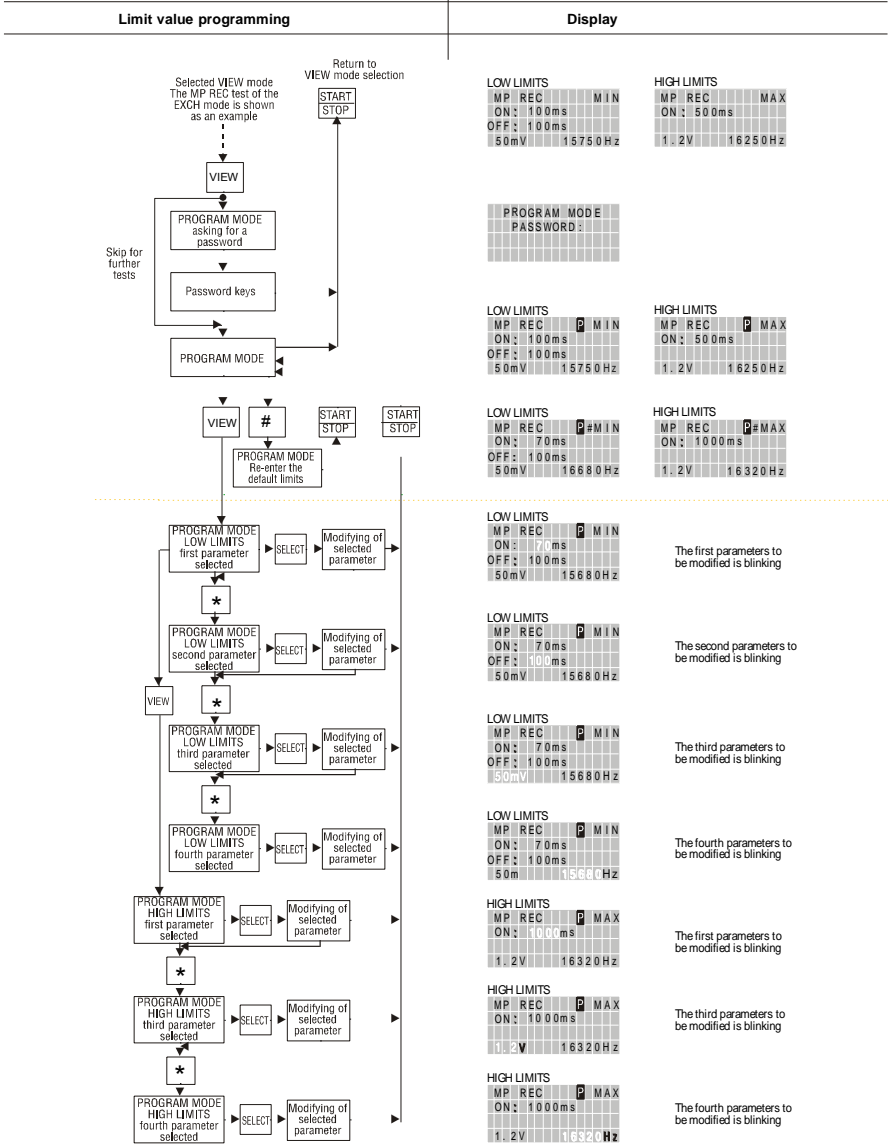 Limit value programming
Display
Selected VIEW mode
The MP REC test of the
EXCH mode is shown
as an example
Return to
VIEW mode selection
START
STOP
VIEW
PROGRAM MODE
asking for a
password
Skip for
further
tests
Password keys
PROGRAM MODE
VIEW
#
START
STOP
START
STOP
PROGRAM MODE
Re-enter the
default limits
PROGRAM MODE
LOW LIMITS
first parameter
selected
SELECT
Modifying of
selected
parameter
*
PROGRAM MODE
LOW LIMITS
second parameter
selected
SELECT
Modifying of
selected
parameter
VIEW
*
PROGRAM MODE
LOW LIMITS
third parameter
selected
SELECT
Modifying of
selected
parameter
*
PROGRAM MODE
LOW LIMITS
fourth parameter
selected
SELECT
Modifying of
selected
parameter
PROGRAM MODE
HIGH LIMITS
first parameter
selected
SELECT
Modifying of
selected
parameter
*
PROGRAM MODE
HIGH LIMITS
third parameter
selected
SELECT
Modifying of
selected
parameter
*
PROGRAM MODE
HIGH LIMITS
fourth parameter
selected
SELECT
Modifying of
selected
parameter
LOW LIMITS
MP REC MIN
ON: 100ms
OFF: 100ms
50mV 15750Hz
HIGH LIMITS
MP REC MAX
ON: 500ms
1.2V 16250Hz
PROGRAM MODE
PASSWORD:
LOW LIMITS
MP REC P MIN
ON: 100ms
OFF: 100ms
50mV 15750Hz
HIGH LIMITS
MP REC P MAX
ON: 500ms
1.2V 16250Hz
LOW LIMITS
MP REC P#MIN
ON: 70ms
OFF: 100ms
50mV 16680Hz
HIGH LIMITS
MP REC P#MAX
ON: 1000ms
1.2V 16320Hz
LOW LIMITS
MP REC P MIN
ON: 70ms
OFF: 100ms
50mV 15680Hz
The first parameters to
be modified is blinking
LOW LIMITS
MP REC P MIN
ON: 70ms
OFF: 100ms
50mV 15680Hz
The second parameters to
be modified is blinking
LOW LIMITS
MP REC P MIN
ON: 70ms
OFF: 100ms
50mV 15680Hz
The third parameters to
be modified is blinking
LOW LIMITS
MP REC P MIN
ON: 70ms
OFF: 100ms
50m 15680Hz
The fourth parameters to
be modified is blinking
HIGH LIMITS
MP REC P MAX
ON: 1000ms
1.2V 16320Hz
The first parameters to
be modified is blinking
HIGH LIMITS
MP REC P MAX
ON: 1000ms
1.2V 16320Hz
The third parameters to
be modified is blinking
HIGH LIMITS
MP REC P MAX
ON: 1000ms
1.2V 16320Hz
The fourth parameters to
be modified is blinking